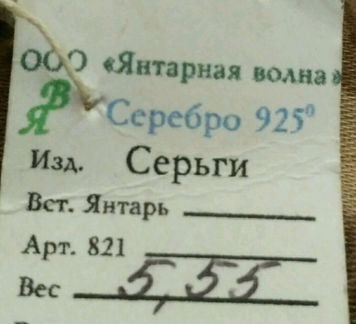 ООО «Янтарная волна»
ВЯ
Серебро 925°
Изд. Серьги
Вст. Янтарь
Арт. 821
Вес 5,55